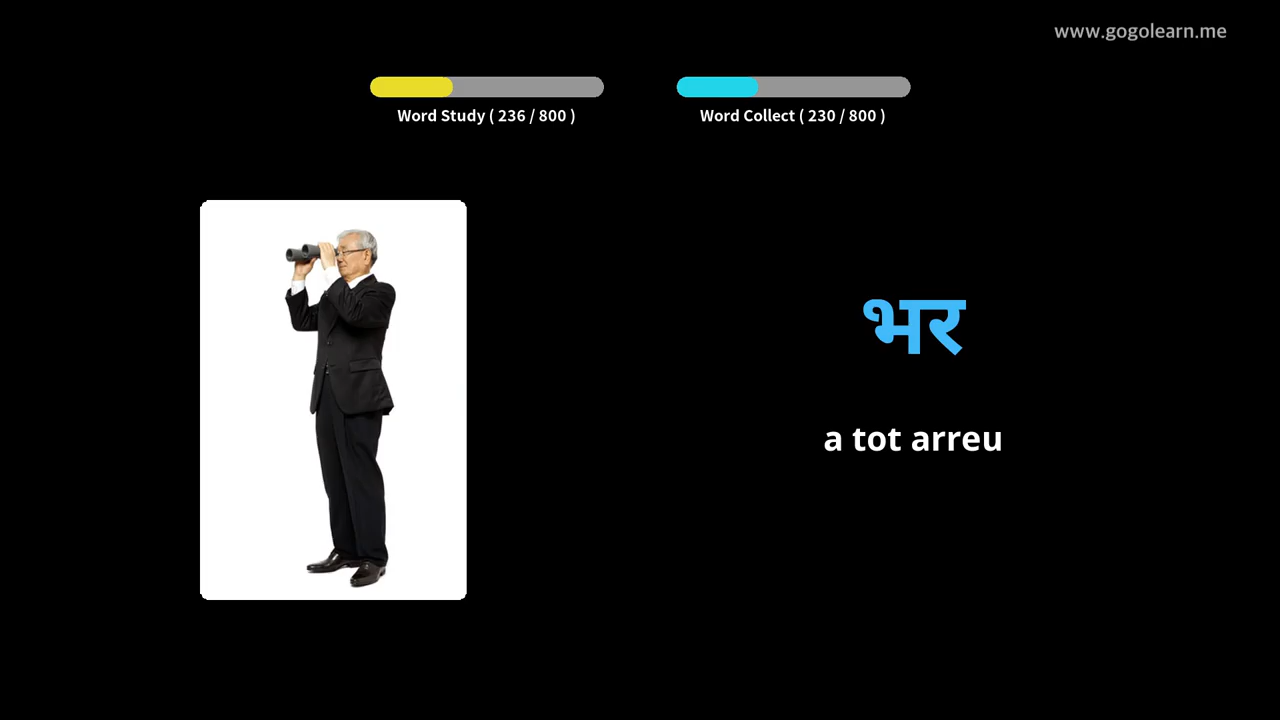 www.gogolearn.me
Word Study ( 236 / 800 )
Word Collect ( 230 / 800 )
भर
a tot arreu